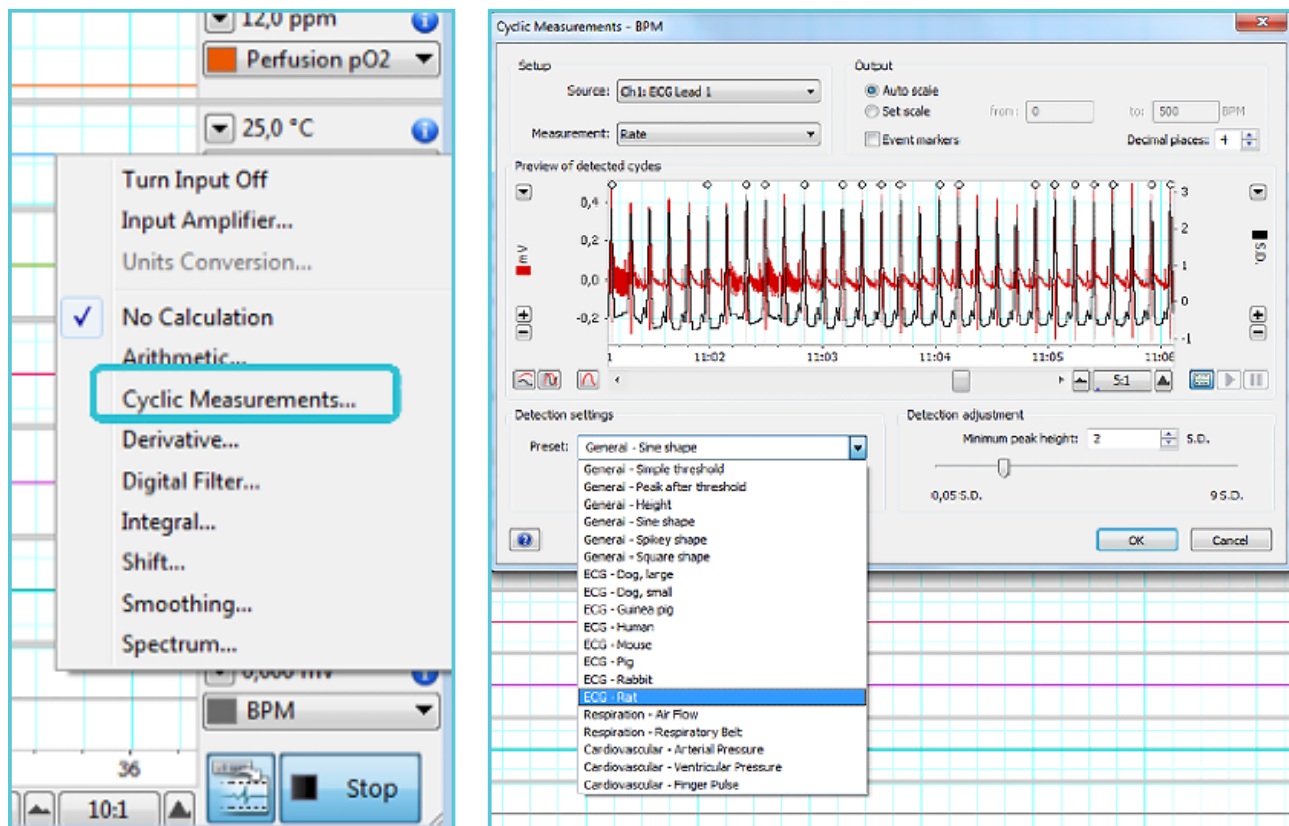 12,0 ppm
Perfusion pO2
25,0 °C
Turn Input Off
Input Amplifier...
Units Conversion...
No Calculation
Arithmetic...
Cyclic Measurements...
Derivative...
Digital Filter...
Integral...
Shift...
Smoothing...
Spectrum...
0,000 mV
BPM
36
10:1
Stop
Cyclic Measurements - BPM
Setup
Source: Ch1: ECG Lead 1
Measurement: Rate
Output
Auto scale
Set scale from: 0 to: 500 BPM
Event markers Decimal places: 4
Preview of detected cycles
0,4
0,2
0,0
-0,2
mV
3
2
1
0
-1
S.D.
1 11:02 11:03 11:04 11:05 11:06
5:1
Detection settings
Preset: General - Sine shape
General - Simple threshold
General - Peak after threshold
General - Height
General - Sine shape
General - Spikey shape
General - Square shape
ECG - Dog, large
ECG - Dog, small
ECG - Guinea pig
ECG - Human
ECG - Mouse
ECG - Pig
ECG - Rabbit
ECG - Rat
Respiration - Air Flow
Respiration - Respiratory Belt
Cardiovascular - Arterial Pressure
Cardiovascular - Ventricular Pressure
Cardiovascular - Finger Pulse
Detection adjustment
Minimum peak height: 2 S.D.
0,05 S.D. 9 S.D.
OK Cancel